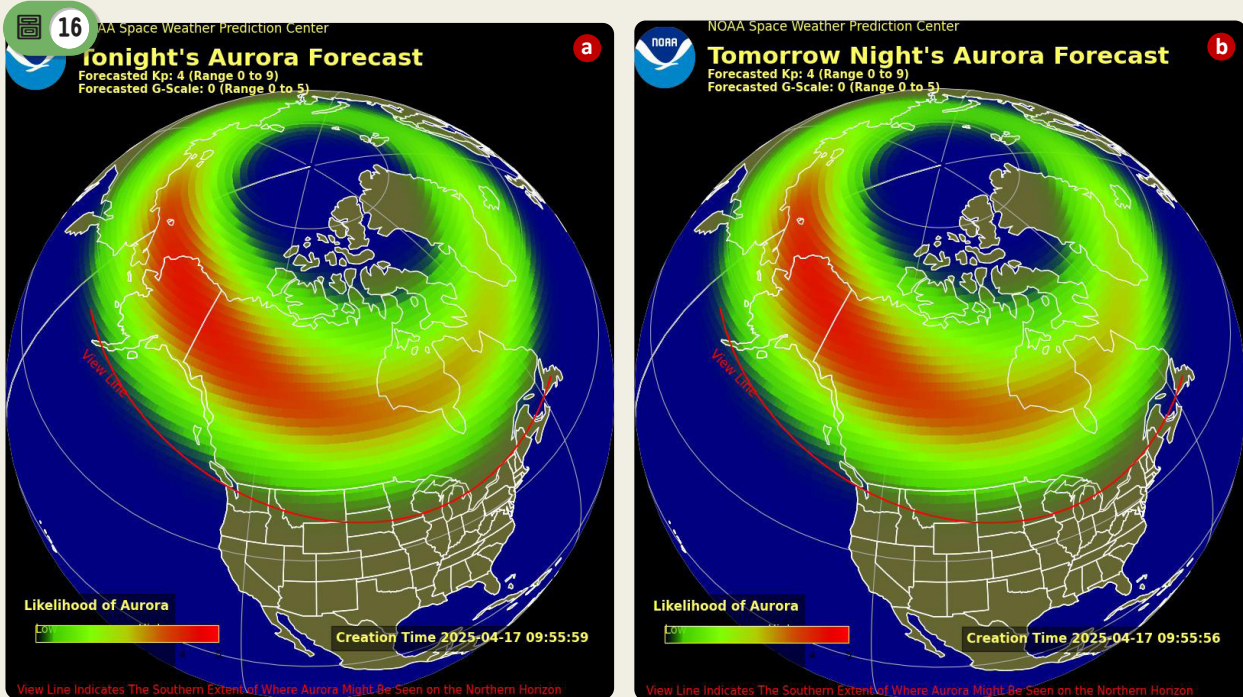 16
AA Space Weather Prediction Center
Tonight's Aurora Forecast
Forecasted Kp: 4 (Range 0 to 9)
Forecasted G-Scale: 0 (Range 0 to 5)
a
View Line
Likelihood of Aurora
Low
Creation Time 2025-04-17 09:55:59
View Line Indicates The Southern Extent of Where Aurora Might Be Seen on the Northern Horizon
NOAA
NOAA Space Weather Prediction Center
Tomorrow Night's Aurora Forecast
Forecasted Kp: 4 (Range 0 to 9)
Forecasted G-Scale: 0 (Range 0 to 5)
b
View Line
Likelihood of Aurora
Low
Creation Time 2025-04-17 09:55:56
View Line Indicates The Southern Extent of Where Aurora Might Be Seen on the Northern Horizon